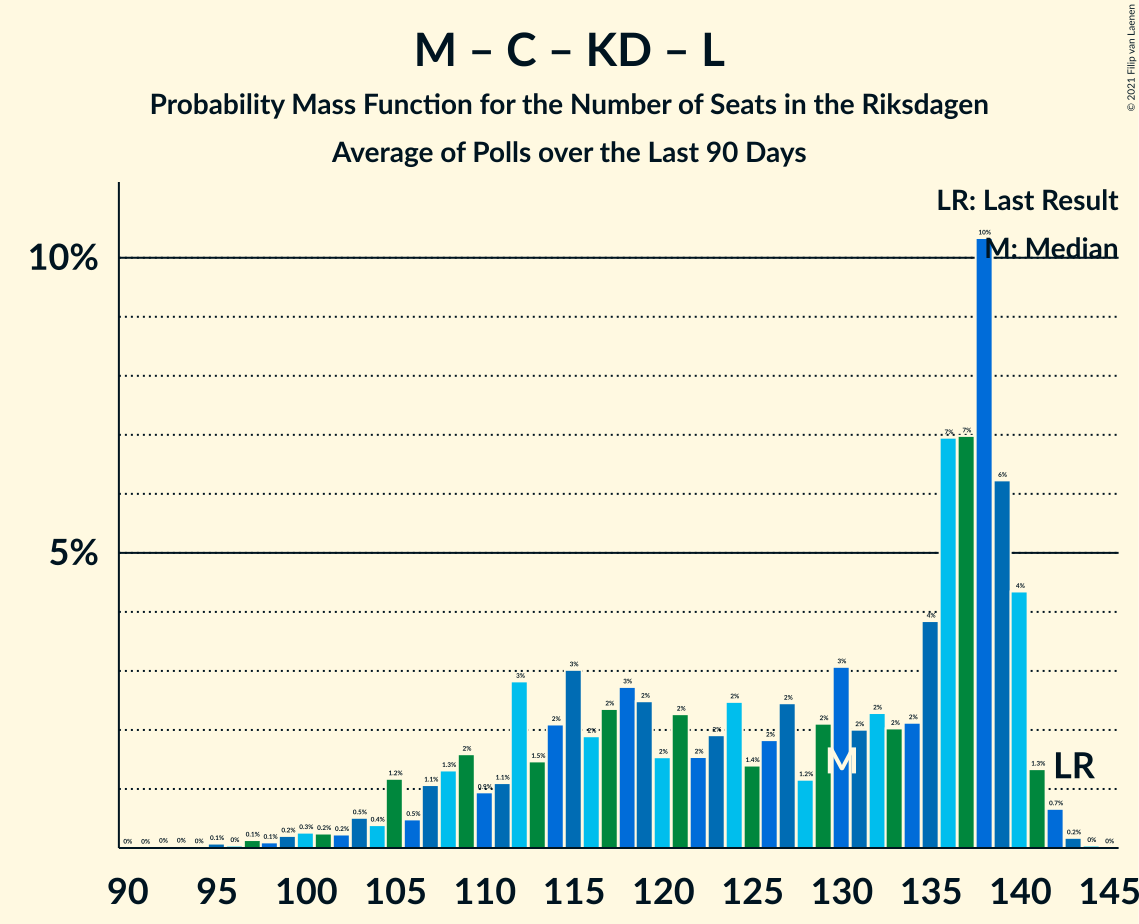 M – C – KD – L
Probability Mass Function for the Number of Seats in the Riksdagen
Average of Polls over the Last 90 Days
© 2021 Filip van Laenen
LR: Last Result
M: Median
10%
5%
0% 0% 0% 0% 0% 0.1% 0% 0.1% 0.1% 0.2% 0.3% 0.2% 0.2% 0.5% 0.4% 1.2% 0.5% 1.1% 1.3% 2% 0.9% 1.1% 3% 1.5% 2% 3% 2% 2% 3% 2% 2% 2% 2% 2% 2% 1.4% 2% 2% 1.2% 2% 3% 2% 2% 2% 2% 4% 7% 7% 10% 6% 4% 1.3% 0.7% 0.2% 0% 0%
M
LR
90 95 100 105 110 115 120 125 130 135 140 145